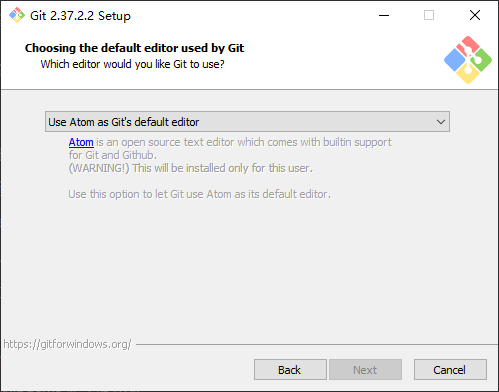 Git 2.37.2.2 Setup
Choosing the default editor used by Git
Which editor would you like Git to use?
Use Atom as Git's default editor
Atom is an open source text editor which comes with builtin support
for Git and Github.
(WARNING!) This will be installed only for this user.
Use this option to let Git use Atom as its default editor.
https://gitforwindows.org/
Back
Next
Cancel